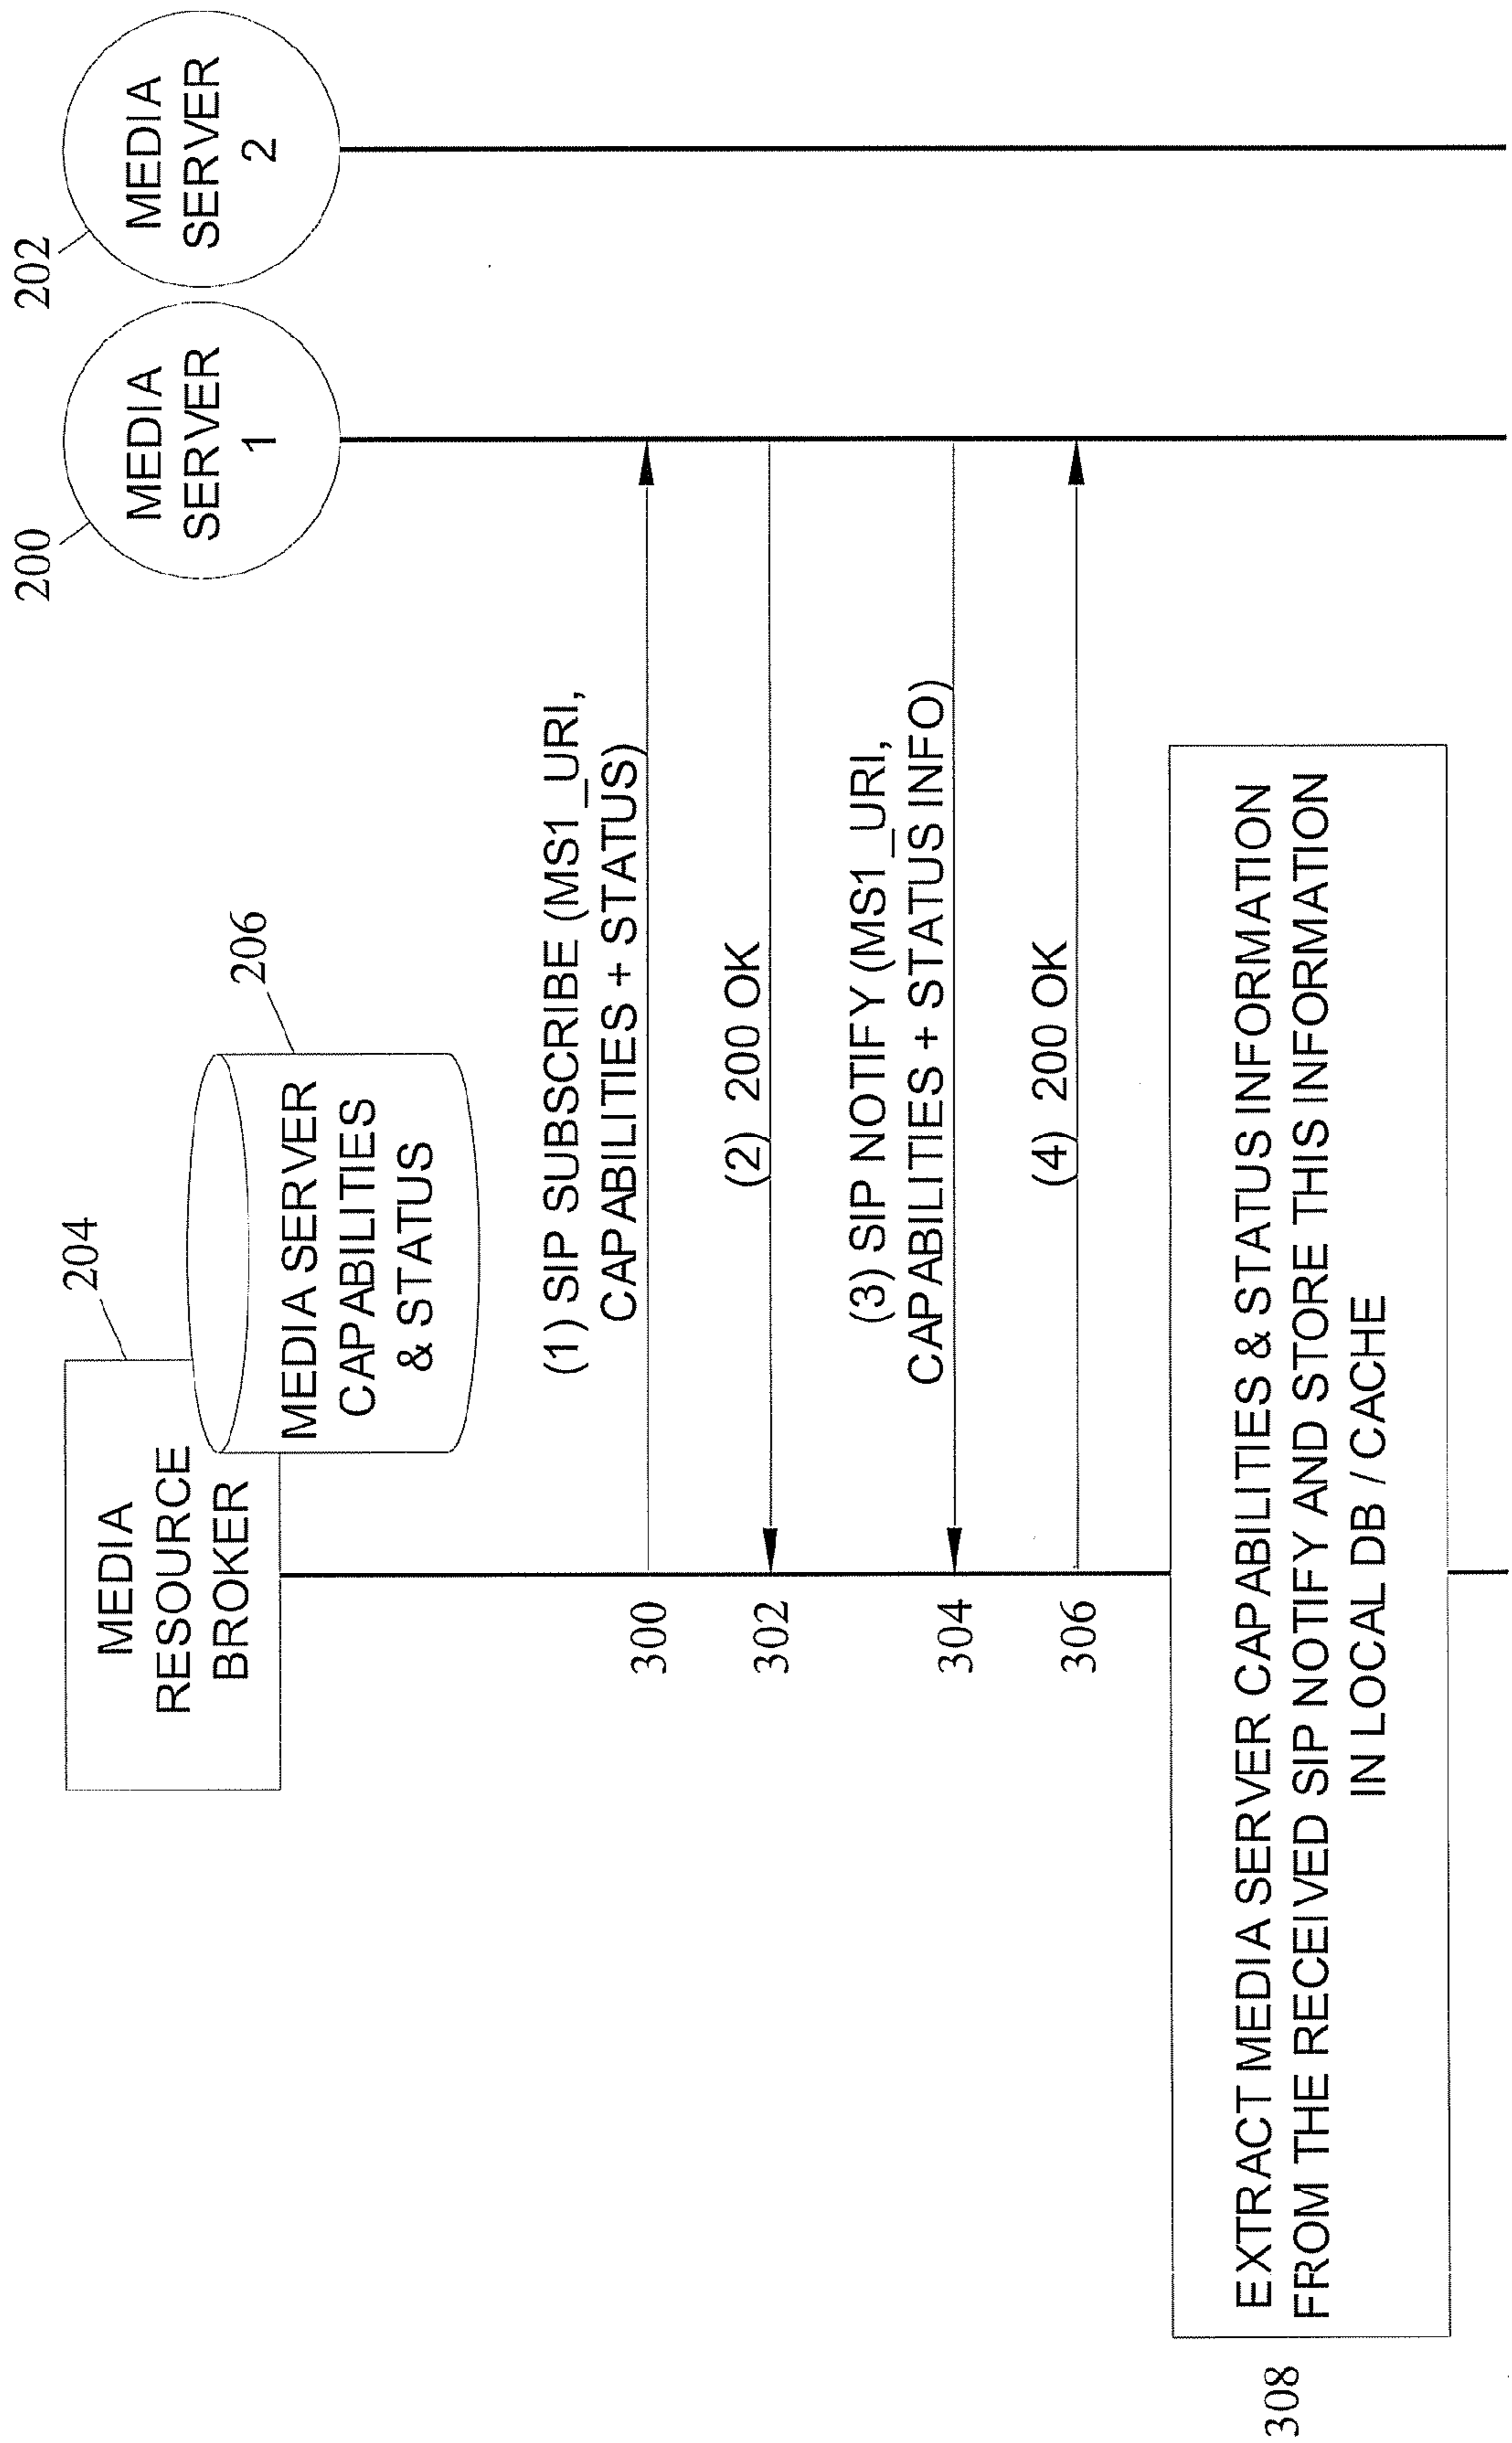 204
MEDIA
RESOURCE
BROKER
206
MEDIA SERVER
CAPABILITIES
& STATUS
200
MEDIA
SERVER
1
202
MEDIA
SERVER
2
300
(1) SIP SUBSCRIBE (MS1_URI,
CAPABILITIES + STATUS)
302
(2) 200 OK
304
(3) SIP NOTIFY (MS1_URI,
CAPABILITIES + STATUS INFO)
306
(4) 200 OK
308
EXTRACT MEDIA SERVER CAPABILITIES & STATUS INFORMATION
FROM THE RECEIVED SIP NOTIFY AND STORE THIS INFORMATION
IN LOCAL DB / CACHE